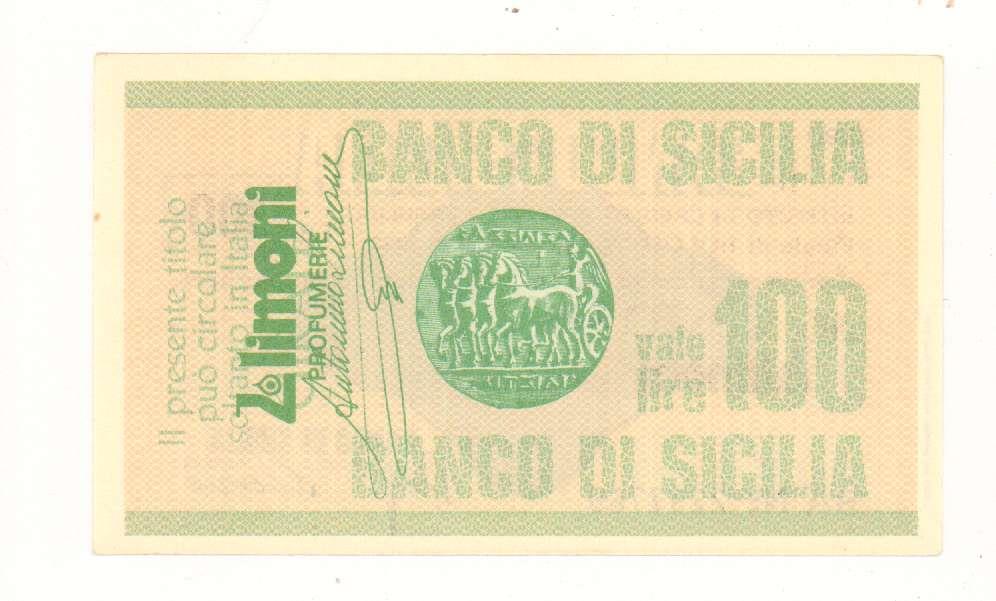 BANCO DI SICILIA
Il presente titolo
può circolare
soltanto in Italia
limoni
PROFUMERIE
vale
lire 100
BANCO DI SICILIA